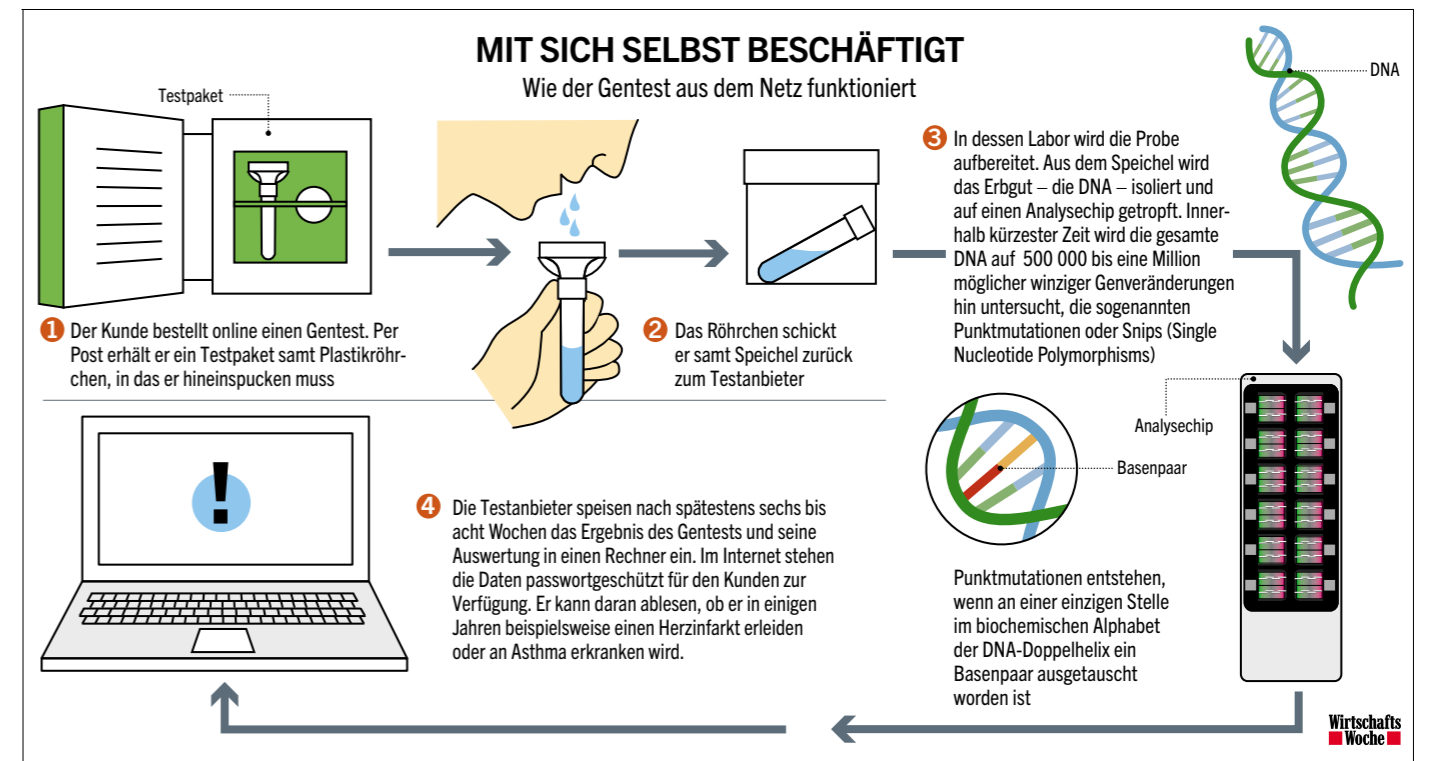 MIT SICH SELBST BESCHÄFTIGT
Wie der Gentest aus dem Netz funktioniert
Testpaket
DNA
1 Der Kunde bestellt online einen Gentest. Per
Post erhält er ein Testpaket samt Plastikröhr-
chen, in das er hineinspucken muss
2 Das Röhrchen schickt
er samt Speichel zurück
zum Testanbieter
3 In dessen Labor wird die Probe
aufbereitet. Aus dem Speichel wird
das Erbgut – die DNA – isoliert und
auf einen Analysechip getropft. Inner-
halb kürzester Zeit wird die gesamte
DNA auf 500 000 bis eine Million
möglicher winziger Genveränderungen
hin untersucht, die sogenannten
Punktmutationen oder Snips (Single
Nucleotide Polymorphisms)
Analysechip
Basenpaar
Punktmutationen entstehen,
wenn an einer einzigen Stelle
im biochemischen Alphabet
der DNA-Doppelhelix ein
Basenpaar ausgetauscht
worden ist
!
4 Die Testanbieter speisen nach spätestens sechs bis
acht Wochen das Ergebnis des Gentests und seine
Auswertung in einen Rechner ein. Im Internet stehen
die Daten passwortgeschützt für den Kunden zur
Verfügung. Er kann daran ablesen, ob er in einigen
Jahren beispielsweise einen Herzinfarkt erleiden
oder an Asthma erkranken wird.
Wirtschafts
Woche